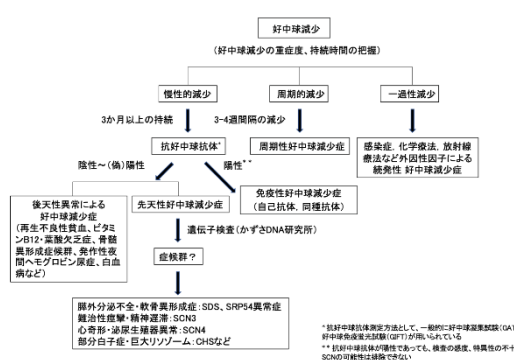 好中球減少
(好中球減少の重症度、持続時間の把握)
慢性的減少
周期的減少
一過性減少
3か月以上の持続
3-4週間隔の減少
抗好中球抗体*
周期性好中球減少症
感染症, 化学療法, 放射線
療法など外因性因子による
続発性 好中球減少症
陰性~(偽)陽性
陽性**
後天性異常による
好中球減少症
(再生不良性貧血、ビタミ
ンB12・葉酸欠乏症、骨髄
異形成症候群、発作性夜
間ヘモグロビン尿症、白血
病など)
先天性好中球減少症
免疫性好中球減少症
(自己抗体, 同種抗体)
遺伝子検査(かずさDNA研究所)
症候群?
膵外分泌不全・軟骨異形成症:SDS、SRP54異常症
難治性痙攣・精神遅滞:SCN3
心奇形・泌尿生殖器異常:SCN4
部分白子症・巨大リソゾーム:CHSなど
*抗好中球抗体測定方法として、一般的に好中球凝集試験(GAT
好中球免疫蛍光試験(GIFT)が用いられている
**抗好中球抗体が陽性であっても、検査の感度、特異性の不十
SCNの可能性は排除できない